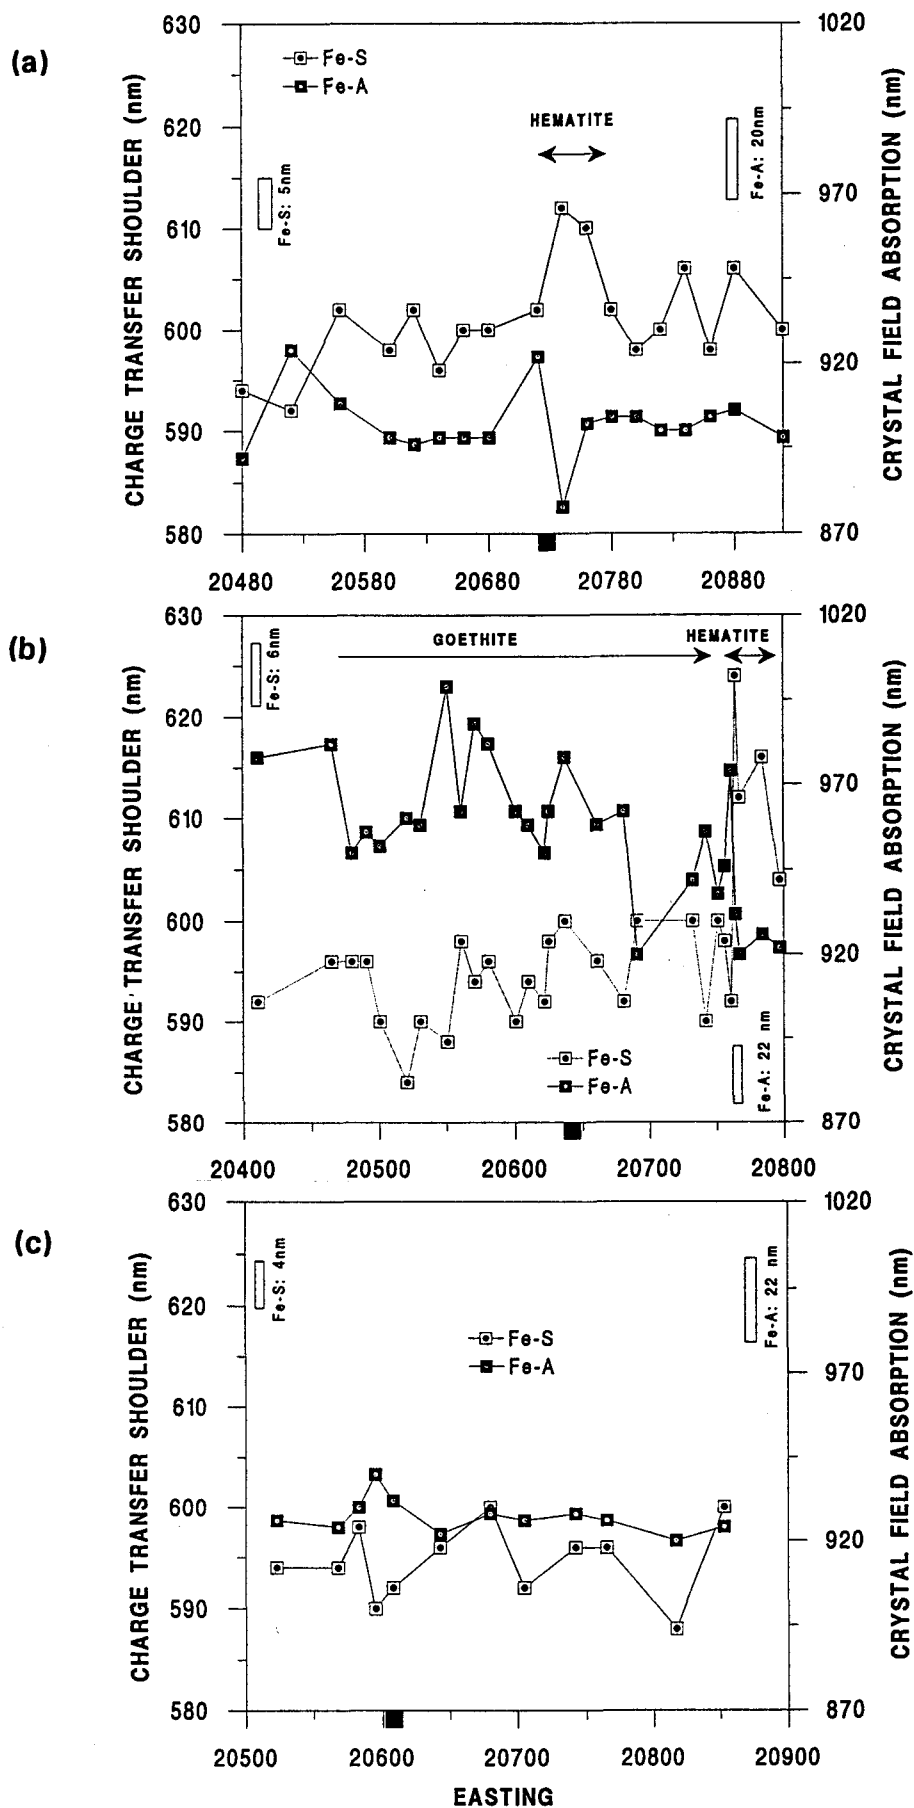 (a)
CHARGE TRANSFER SHOULDER (nm)
630
620
610
600
590
580
Fe-S
Fe-A
Fe-S: 5nm
HEMATITE
Fe-A: 20nm
1020
970
920
870
CRYSTAL FIELD ABSORPTION (nm)
20480 20580 20680 20780 20880
(b)
CHARGE TRANSFER SHOULDER (nm)
630
620
610
600
590
580
Fe-S: 6nm
GOETHITE
HEMATITE
Fe-S
Fe-A
Fe-A: 22 nm
1020
970
920
870
CRYSTAL FIELD ABSORPTION (nm)
20400 20500 20600 20700 20800
(c)
CHARGE TRANSFER SHOULDER (nm)
630
620
610
600
590
580
Fe-S: 4nm
Fe-S
Fe-A
Fe-A: 22 nm
1020
970
920
870
CRYSTAL FIELD ABSORPTION (nm)
20500 20600 20700 20800 20900
EASTING